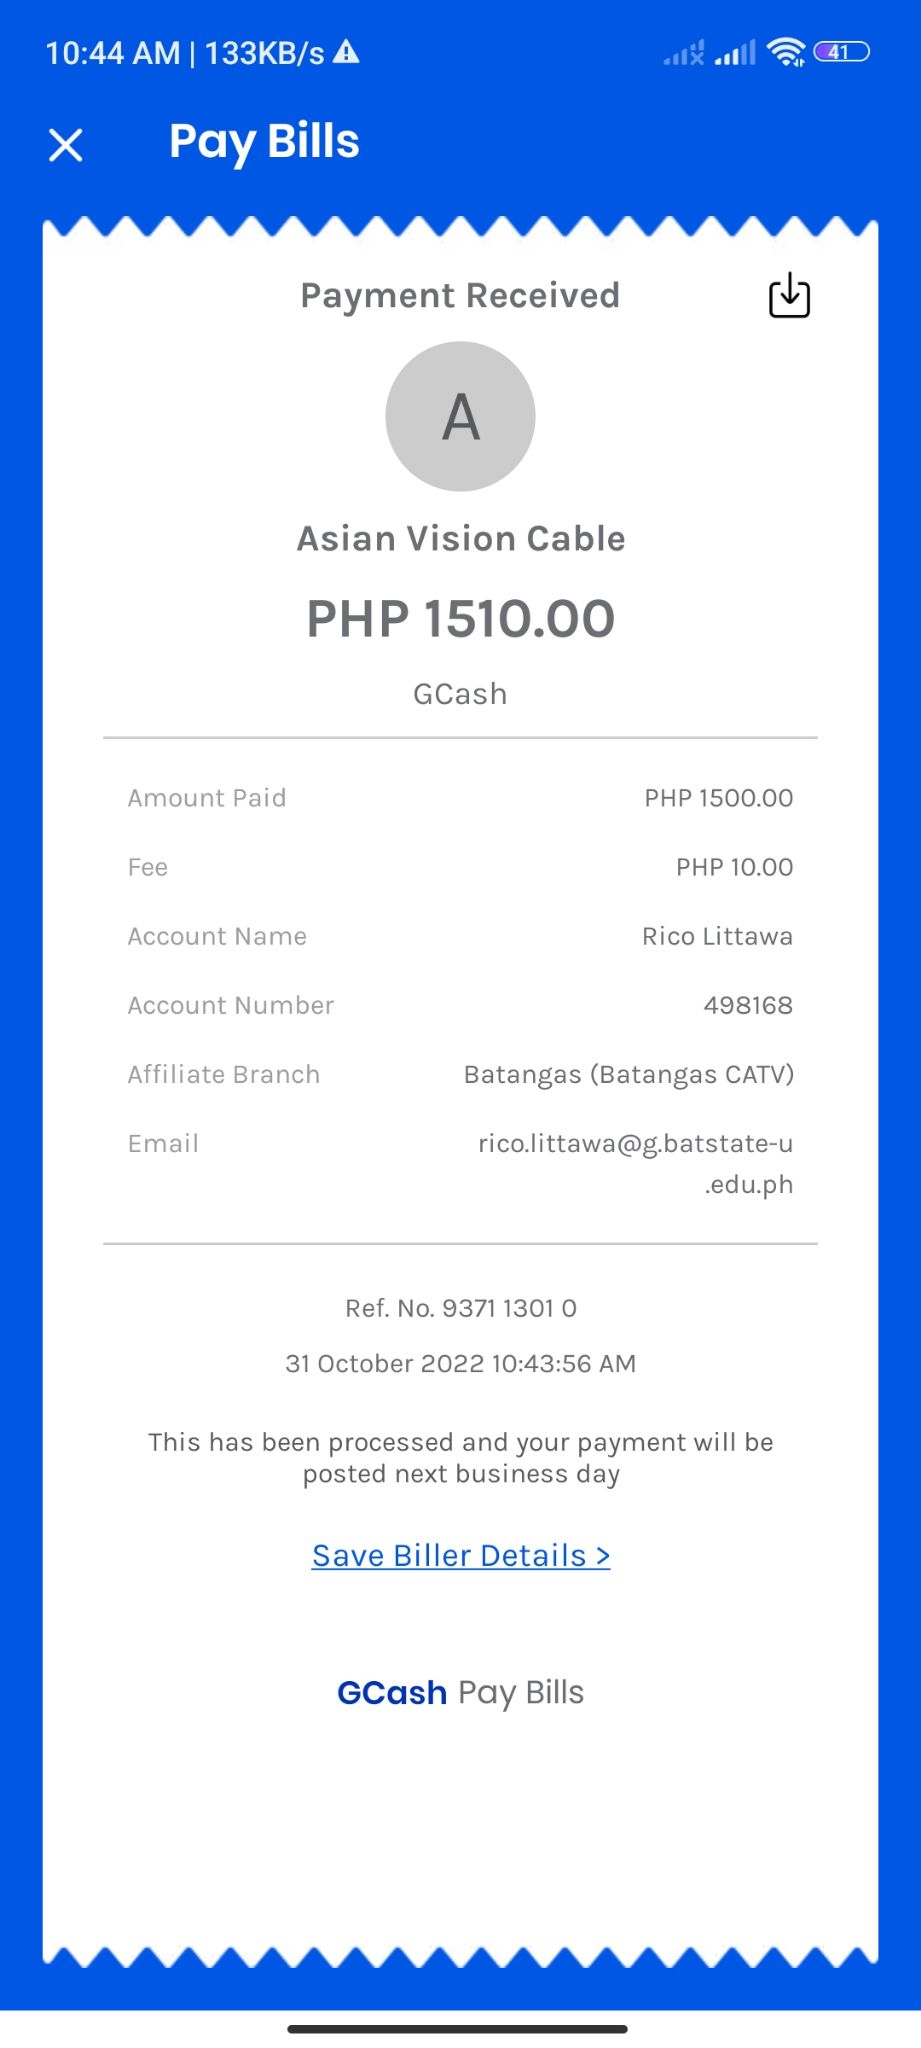 10:44 AM | 133KB/s
41
Pay Bills
Payment Received
A
Asian Vision Cable
PHP 1510.00
GCash
Amount Paid PHP 1500.00
Fee PHP 10.00
Account Name Rico Littawa
Account Number 498168
Affiliate Branch Batangas (Batangas CATV)
Email rico.littawa@g.batstate-u
.edu.ph
Ref. No. 9371 1301 0
31 October 2022 10:43:56 AM
This has been processed and your payment will be
posted next business day
Save Biller Details >
GCash Pay Bills